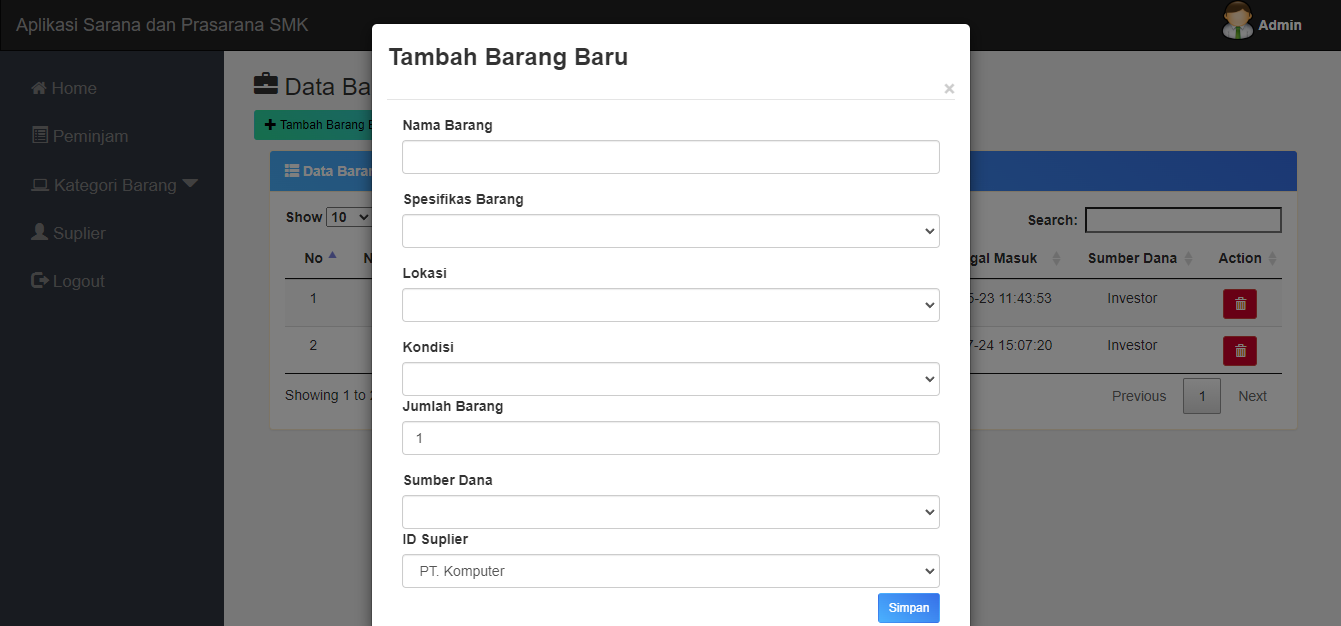 Aplikasi Sarana dan Prasarana SMK
Admin
Home
Peminjam
Kategori Barang
Suplier
Logout
Data Ba
Tambah Barang B
Data Baran
Show 10
Search:
No
N
gal Masuk
Sumber Dana
Action
1
5-23 11:43:53
Investor
2
7-24 15:07:20
Investor
Showing 1 to 2
Previous
1
Next
Tambah Barang Baru
×
Nama Barang
Spesifikas Barang
Lokasi
Kondisi
Jumlah Barang
1
Sumber Dana
ID Suplier
PT. Komputer
Simpan